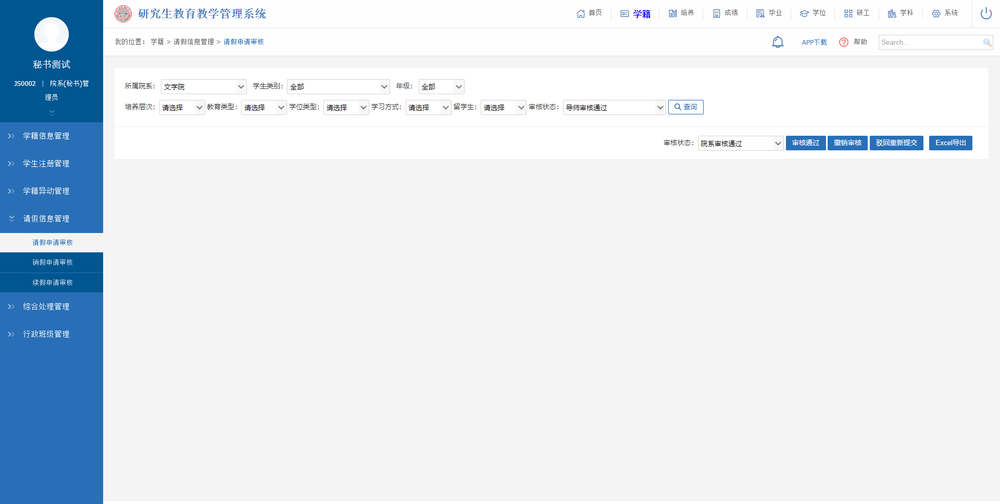 研究生教育教学管理系统
首页 学籍 培养 成绩 毕业 学位 研工 学科 系统
我的位置： 学籍 > 请假信息管理 > 请假申请审核
APP下载 帮助 Search...
秘书测试
JS0002 | 院系(秘书)管
理员
学籍信息管理
学生注册管理
学籍异动管理
请假信息管理
请假申请审核
销假申请审核
续假申请审核
综合处理管理
行政班级管理
所属院系： 文学院 学生类别： 全部 年级： 全部
培养层次： 请选择 教育类型： 请选择 学位类型： 请选择 学习方式： 请选择 留学生： 请选择 审核状态： 导师审核通过 查询
审核状态： 院系审核通过 审核通过 撤销审核 驳回重新提交 Excel导出